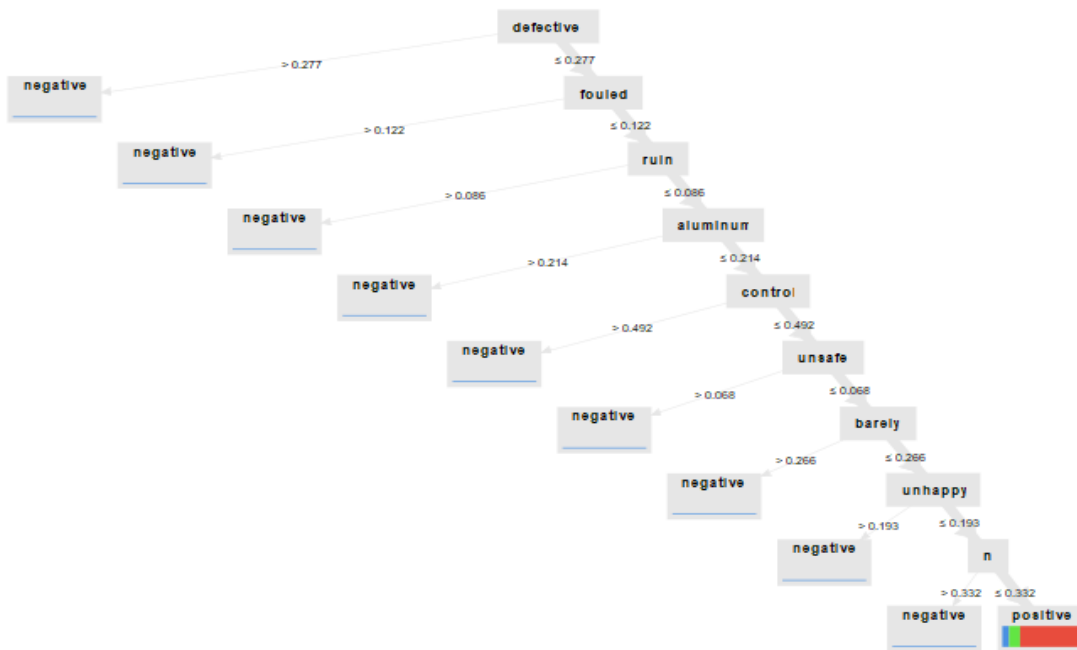 defective
> 0.277
≤ 0.277
negative
fouled
> 0.122
≤ 0.122
negative
ruin
> 0.086
≤ 0.086
negative
aluminum
> 0.214
≤ 0.214
negative
control
> 0.492
≤ 0.492
negative
unsafe
> 0.068
≤ 0.068
negative
barely
> 0.266
≤ 0.266
negative
unhappy
> 0.193
≤ 0.193
negative
n
> 0.332
≤ 0.332
negative
positive